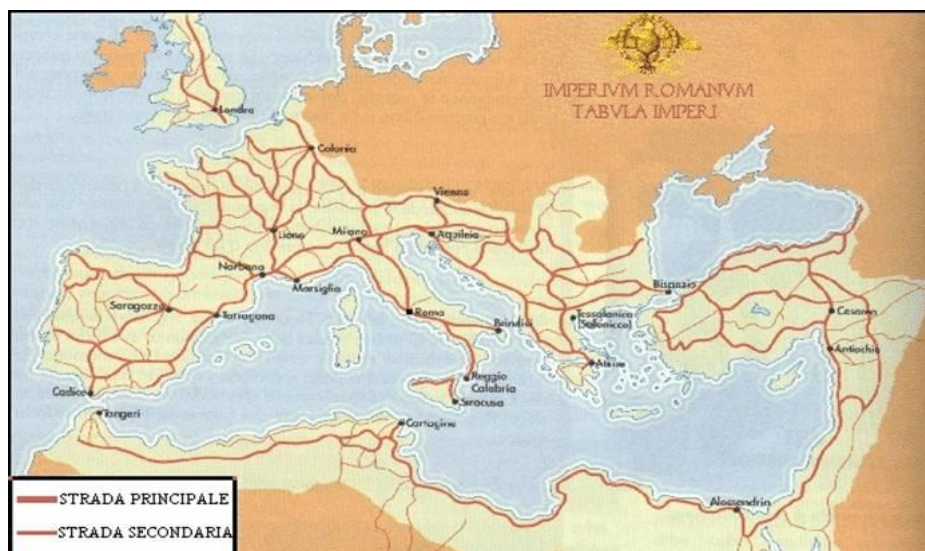 IMPERIVM ROMANVM
TABVLA IMPERI
Londra
Colonia
Vienna
Lione
Milano
Aquileia
Narbona
Marsiglia
Bisanzio
Saragozza
Tarragona
Roma
Brindisi
Tessalonica
(Salonicco)
Cesarea
Antiochia
Atene
Reggio
Calabria
Siracusa
Cadice
Tangeri
Cartagine
Alessandria
STRADA PRINCIPALE
STRADA SECONDARIA